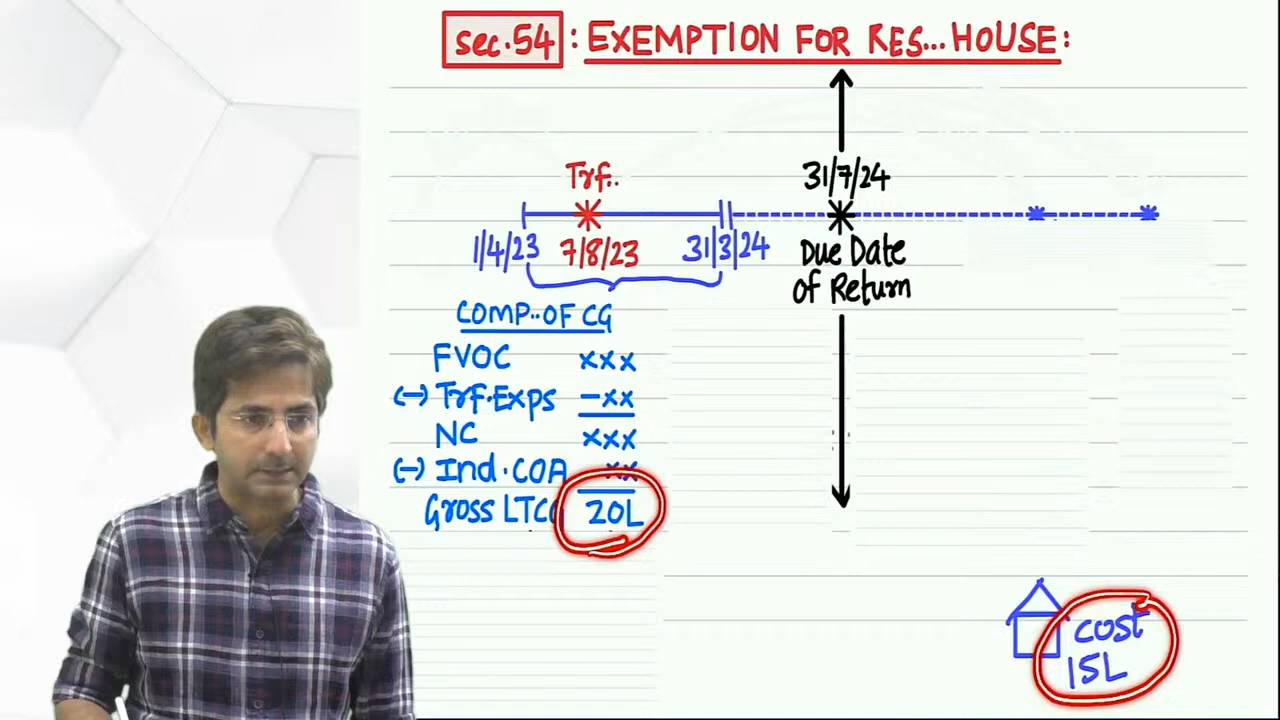 sec.54 : EXEMPTION FOR RES... HOUSE:
Trf..
31/7/24
1/4/23 7/8/23 31/3/24
Due Date
of Return
COMP..OF CG
FVOC xxx
(-) Trf.Exps -xx
NC xxx
(-) Ind.COA xx
Gross LTCG 20L
cost
15L